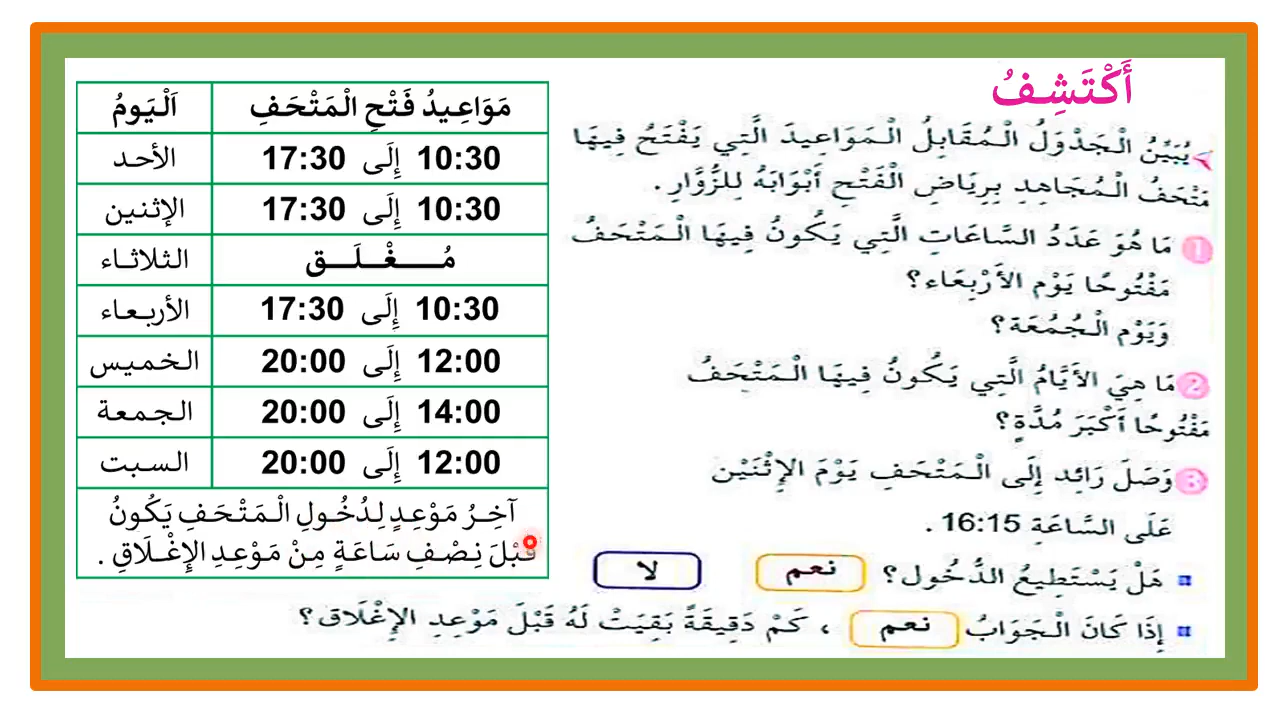 أَكْتَشِفُ
يُبَيِّنُ الْجَدْوَلُ الْمُقَابِلُ الْمَوَاعِيدَ الَّتِي يَفْتَحُ فِيهَا
مَتْحَفُ الْمُجَاهِدِ بِرِيَاضِ الْفَتْحِ أَبْوَابَهُ لِلزُّوَّارِ .
1 مَا هُوَ عَدَدُ السَّاعَاتِ الَّتِي يَكُونُ فِيهَا الْمَتْحَفُ
مَفْتُوحًا يَوْم الأَرْبِعَاء؟
وَيَوْم الْجُمُعَة؟
2 مَا هِيَ الأَيَّامُ الَّتِي يَكُونُ فِيهَا الْمَتْحَفُ
مَفْتُوحًا أَكْبَرَ مُدَّةٍ؟
3 وَصَلَ رَائِد إِلَى الْمَتْحَفِ يَوْمَ الإِثْنَيْن
عَلَى السَّاعَةِ 16:15 .
هَلْ يَسْتَطِيعُ الدُّخُول؟ نعم لا
إِذَا كَانَ الْجَوَابُ نعم ، كَمْ دَقِيقَةً بَقِيَتْ لَهُ قَبْلَ مَوْعِدِ الإِغْلَاق؟
اَلْيَومُ مَوَاعِيدُ فَتْحِ الْمَتْحَفِ
الأحد 10:30 إِلَى 17:30
الإثنين 10:30 إِلَى 17:30
الثلاثاء مُـغْـلَـق
الأربعاء 10:30 إِلَى 17:30
الخميس 12:00 إِلَى 20:00
الجمعة 14:00 إِلَى 20:00
السبت 12:00 إِلَى 20:00
آخِرُ مَوْعِدٍ لِدُخُولِ الْمَتْحَفِ يَكُونُ
قَبْلَ نِصْفِ سَاعَةٍ مِنْ مَوْعِدِ الإِغْلَاقِ .